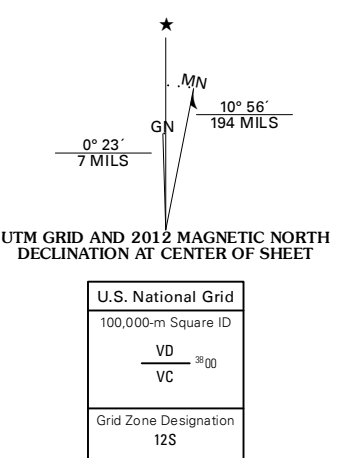 ★
MN
GN
10° 56´
194 MILS
0° 23´
7 MILS
UTM GRID AND 2012 MAGNETIC NORTH
DECLINATION AT CENTER OF SHEET
U.S. National Grid
100,000-m Square ID
VD
3800
VC
Grid Zone Designation
12S